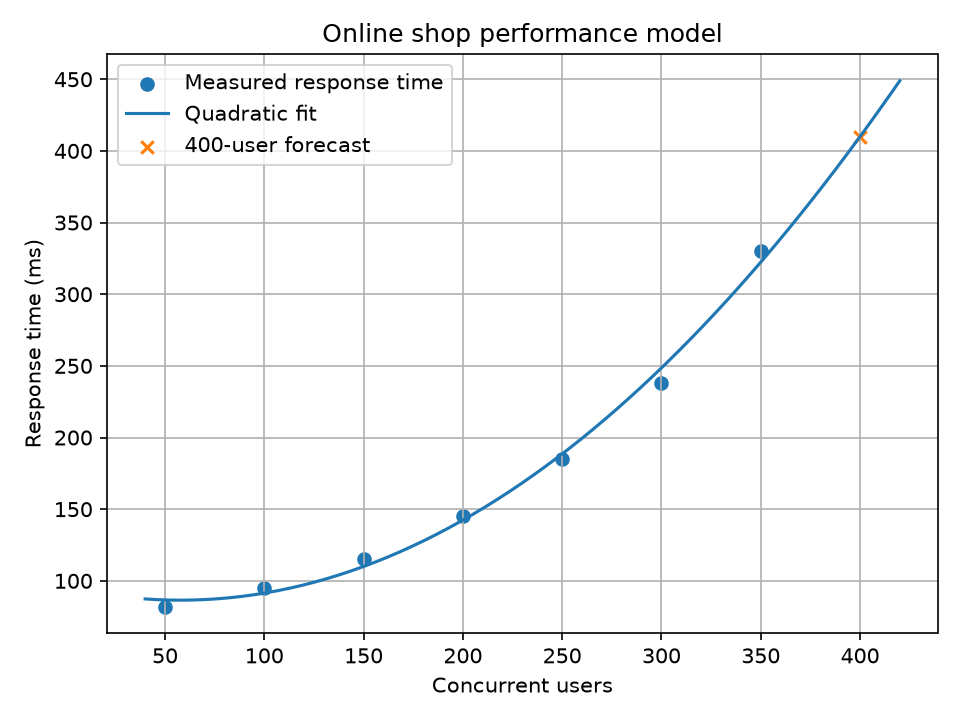 Online shop performance model
Measured response time
Quadratic fit
400-user forecast
450
400
350
300
250
200
150
100
Response time (ms)
50 100 150 200 250 300 350 400
Concurrent users